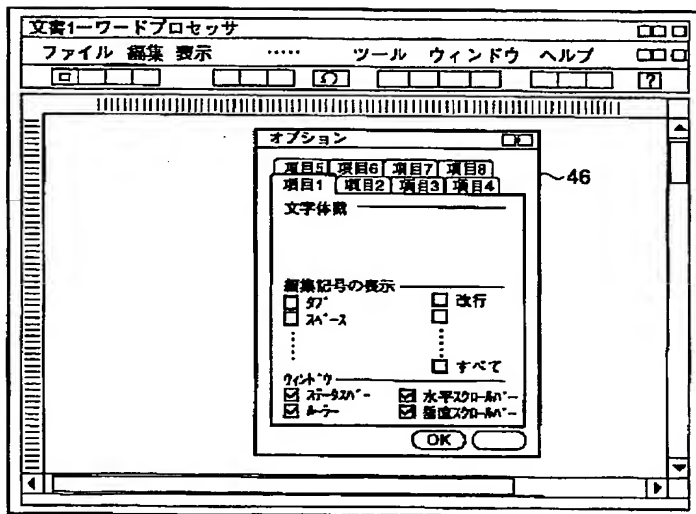 文書1ーワードプロセッサ
ファイル 編集 表示 ‥‥‥ ツール ウィンドウ ヘルプ
?
オプション
項目5 項目6 項目7 項目8
項目1 項目2 項目3 項目4
46
文字体裁
編集記号の表示
タブ 改行
スペース
すべて
ウィンドウ
ステータスバー 水平スクロールバー
ルーラー 垂直スクロールバー
OK